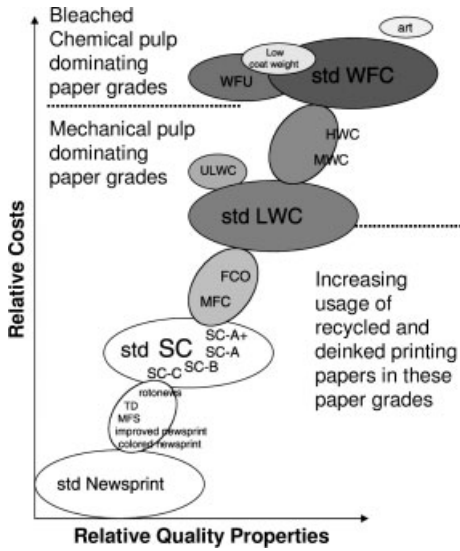 Bleached
Chemical pulp
dominating
paper grades
art
Low
coat weight
WFU
std WFC
Mechanical pulp
dominating
paper grades
HWC
MWC
ULWC
std LWC
FCO
MFC
Increasing
usage of
recycled and
deinked printing
papers in these
paper grades
std SC
SC-A+
SC-A
SC-B
SC-C
rotonews
TD
MFS
improved newsprint
colored newsprint
std Newsprint
Relative Costs
Relative Quality Properties